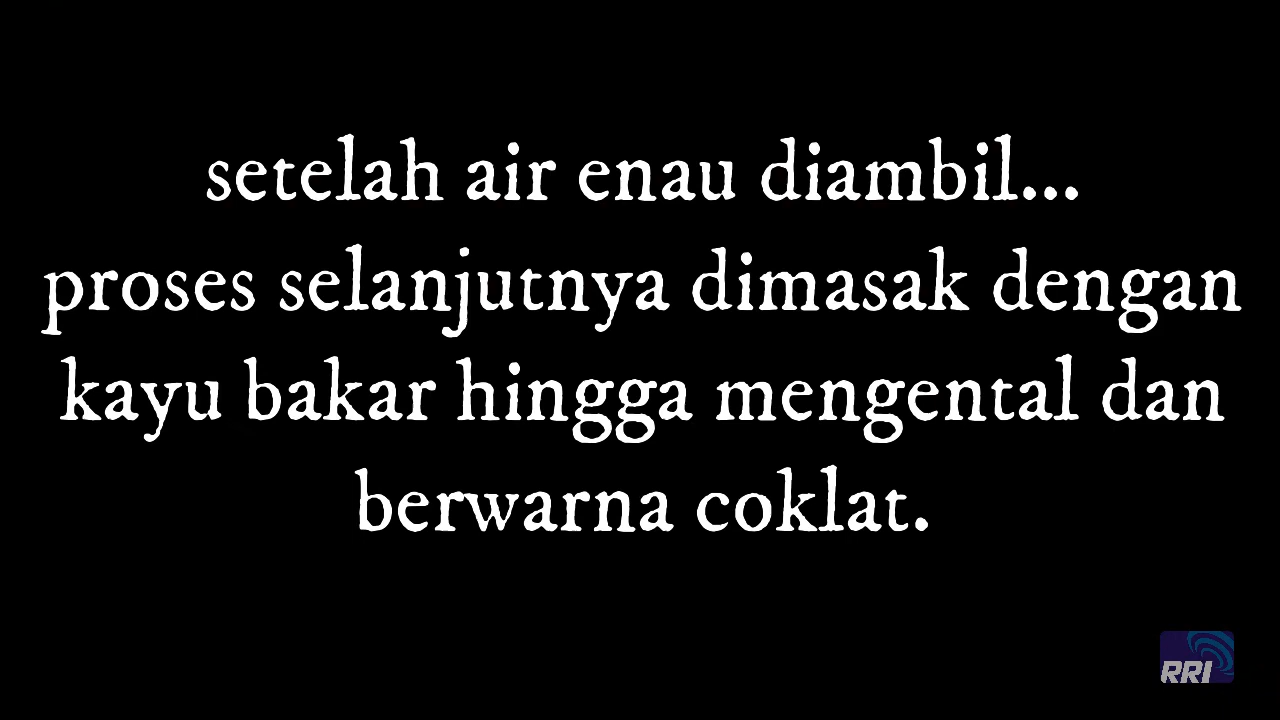 setelah air enau diambil...
proses selanjutnya dimasak dengan
kayu bakar hingga mengental dan
berwarna coklat.
RRI